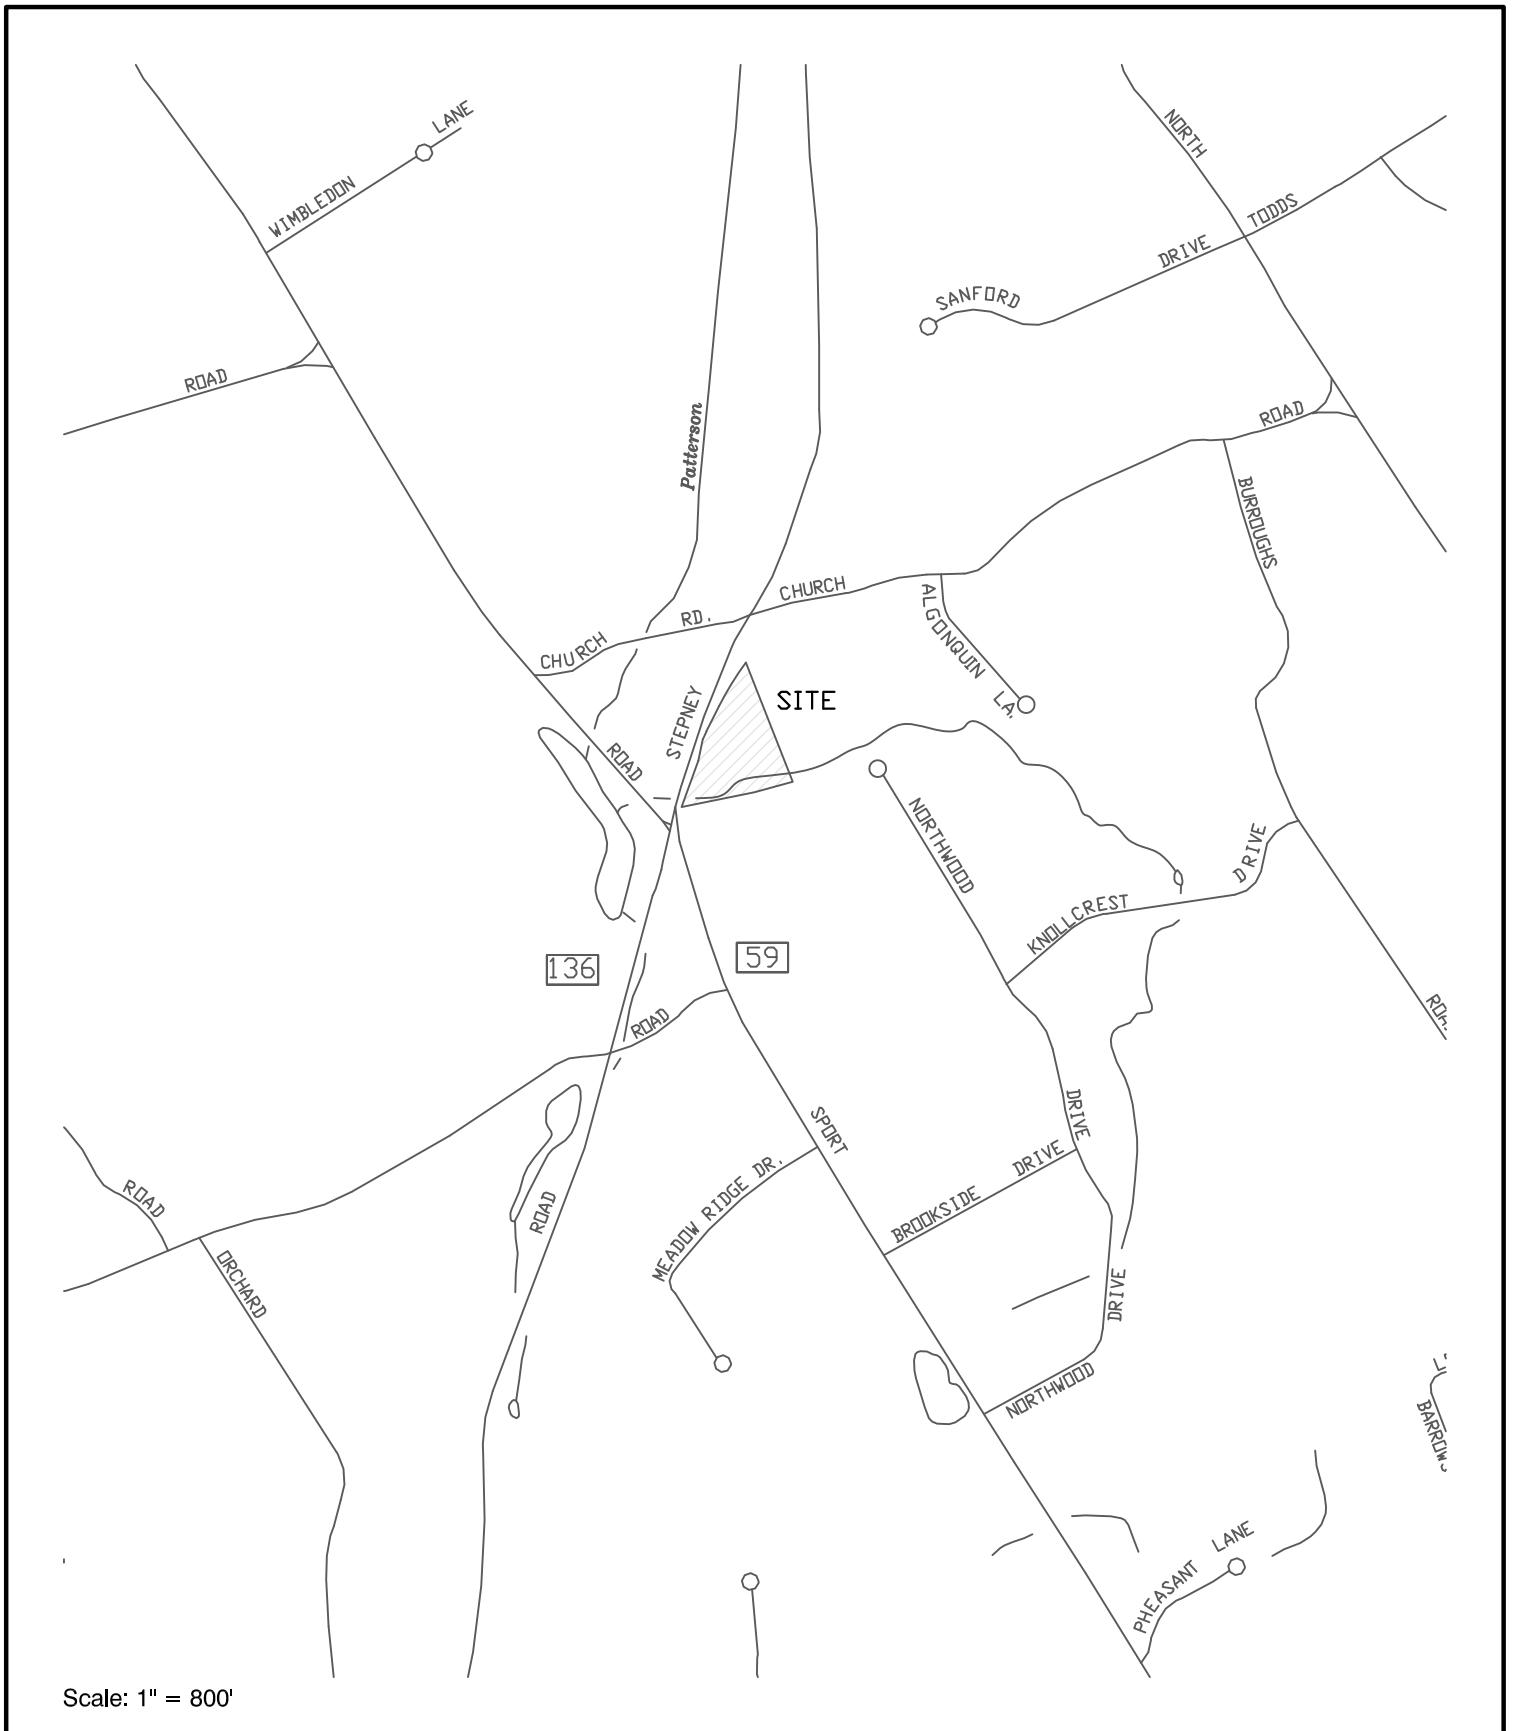 LANE
WIMBLEDON
NORTH
TODDS
DRIVE
SANFORD
ROAD
Patterson
ROAD
BURROUGHS
CHURCH
RD.
CHURCH
ALGONQUIN
LA.
STEPNEY
SITE
ROAD
NORTHWOOD
DRIVE
KNOLLCREST
136
59
ROAD
DRIVE
SPORT
DRIVE
BROOKSIDE
MEADOW RIDGE DR.
ROAD
ROAD
ORCHARD
DRIVE
NORTHWOOD
LANE
PHEASANT
Scale: 1" = 800'